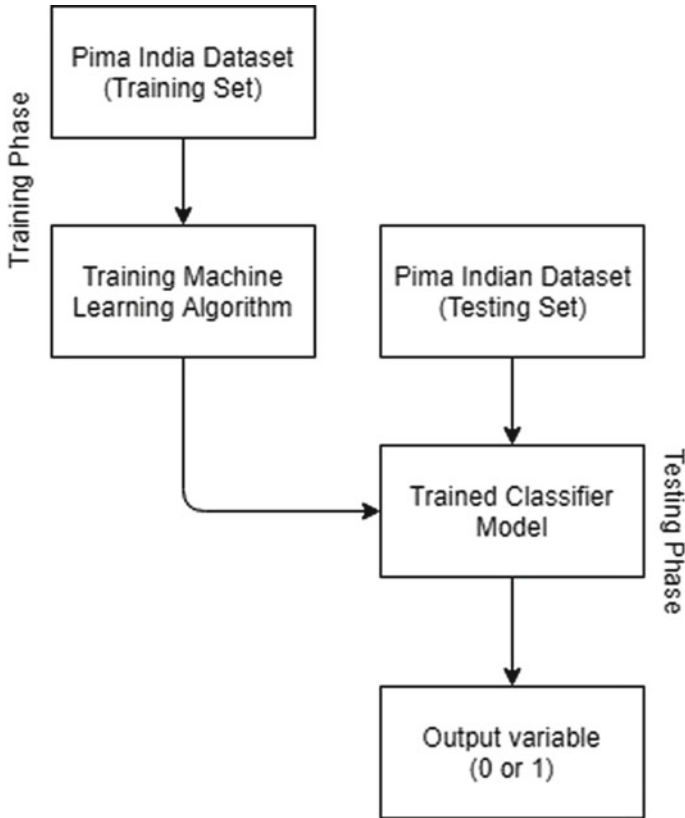 Training Phase
Pima India Dataset
(Training Set)
Training Machine
Learning Algorithm
Pima Indian Dataset
(Testing Set)
Trained Classifier
Model
Testing Phase
Output variable
(0 or 1)